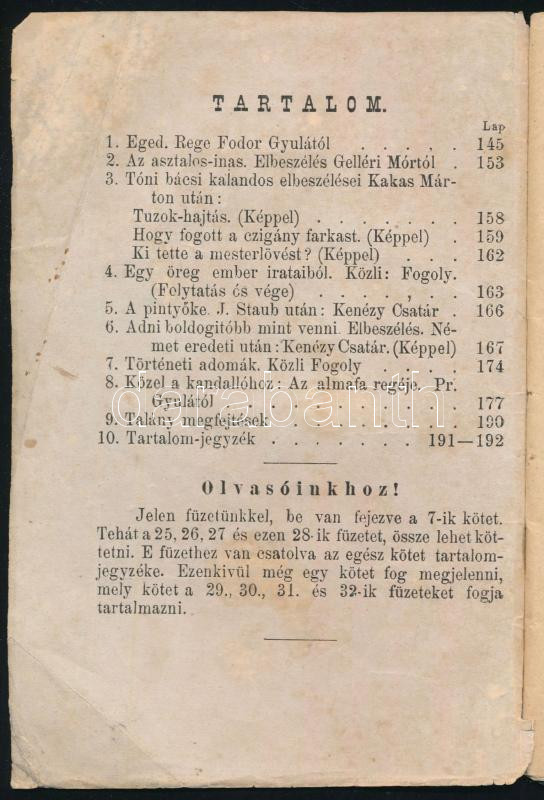 TARTALOM.
Lap
1. Eged. Rege Fodor Gyulától . . . . . 145
2. Az asztalos-inas. Elbeszélés Gelléri Mórtól . 153
3. Tóni bácsi kalandos elbeszélései Kakas Már-
ton után:
Tuzok-hajtás. (Képpel) . . . . . . . 158
Hogy fogott a czigány farkast. (Képpel) . 159
Ki tette a mesterlövést? (Képpel) . . . 162
4. Egy öreg ember irataiból. Közli: Fogoly.
(Folytatás és vége) . . . . , . . 163
5. A pintyőke. J. Staub után: Kenézy Csatár . 166
6. Adni boldogitóbb mint venni. Elbeszélés. Né-
met eredeti után: Kenézy Csatár. (Képpel) 167
7. Történeti adomák. Közli Fogoly . . . . 174
8. Közel a kandallóhoz: Az almafa regéje. Pr.
Gyulától . . . . . . . . . . 177
9. Talány megfejtések . . . . . . . 190
10. Tartalom-jegyzék . . . . . . . 191—192
darabanth
Olvasóinkhoz!
Jelen füzetünkkel, be van fejezve a 7-ik kötet.
Tehát a 25, 26, 27 és ezen 28-ik füzetet, össze lehet köt-
tetni. E füzethez van csatolva az egész kötet tartalom-
jegyzéke. Ezenkivül még egy kötet fog megjelenni,
mely kötet a 29., 30., 31. és 32-ik füzeteket fogja
tartalmazni.